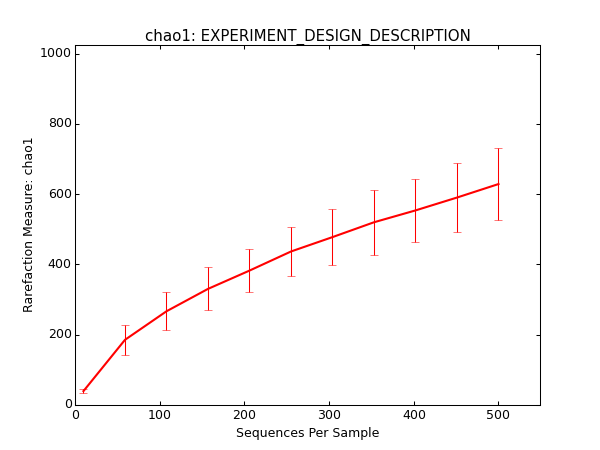 chao1: EXPERIMENT_DESIGN_DESCRIPTION
1000
800
600
400
200
0
Rarefaction Measure: chao1
0 100 200 300 400 500
Sequences Per Sample